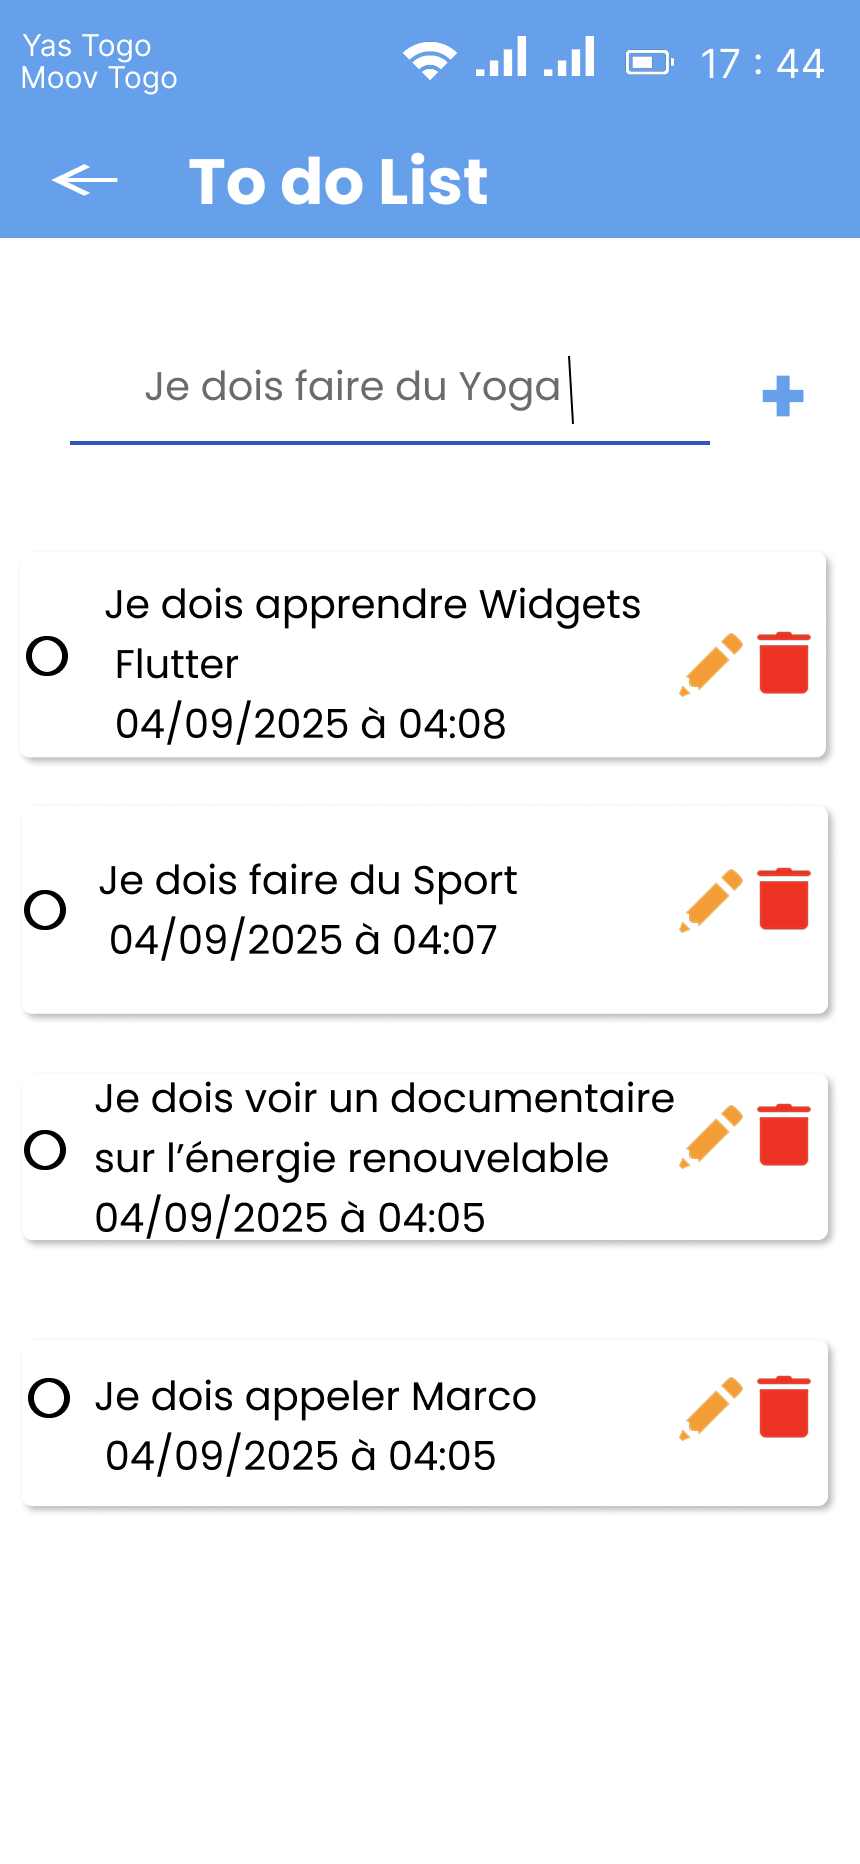 Yas Togo
Moov Togo
17 : 44
To do List
Je dois faire du Yoga
Je dois apprendre Widgets
Flutter
04/09/2025 à 04:08
Je dois faire du Sport
04/09/2025 à 04:07
Je dois voir un documentaire
sur l’énergie renouvelable
04/09/2025 à 04:05
Je dois appeler Marco
04/09/2025 à 04:05